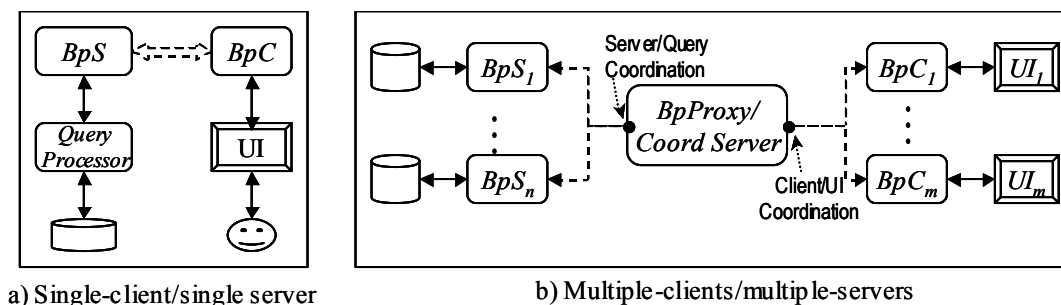 BpS
BpC
Query
Processor
UI
a) Single-client/single server
Server/Query
Coordination
BpS1
BpSn
BpProxy/
Coord Server
Client/UI
Coordination
BpC1
UI1
BpCm
UIm
b) Multiple-clients/multiple-servers